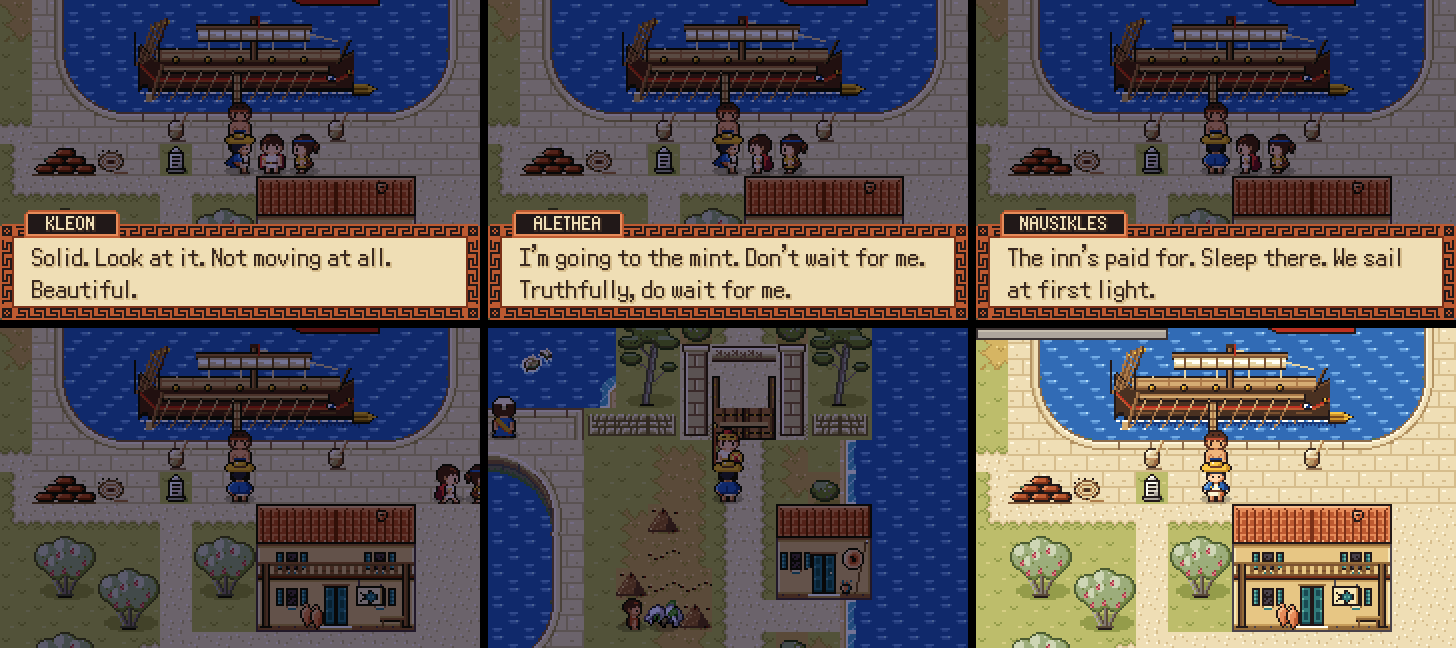 KLEON
Solid. Look at it. Not moving at all.
Beautiful.
ALETHEA
I'm going to the mint. Don't wait for me.
Truthfully, do wait for me.
NAUSIKLES
The inn's paid for. Sleep there. We sail
at first light.